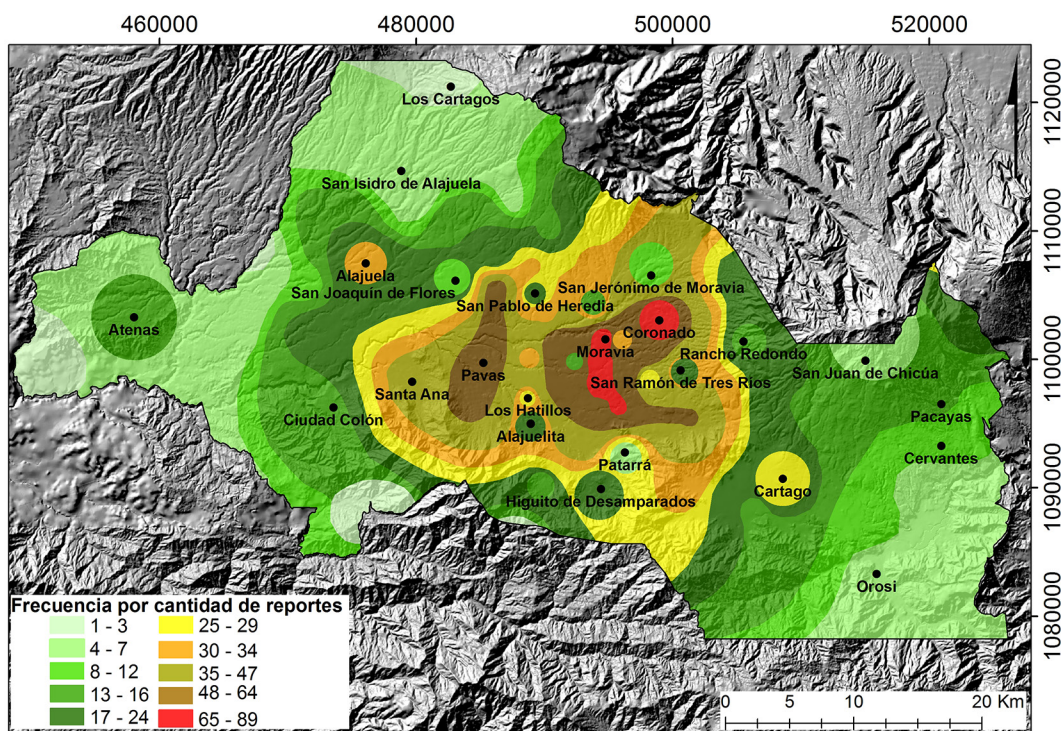 460000 480000 500000 520000
1120000
1110000
1100000
1090000
1080000
Los Cartagos
San Isidro de Alajuela
Alajuela
San Joaquín de Flores
San Jerónimo de Moravia
San Pablo de Heredia
Atenas
Coronado
Moravia
Rancho Redondo
San Juan de Chicúa
Pavas
San Ramón de Tres Ríos
Santa Ana
Los Hatillos
Ciudad Colón
Alajuelita
Pacayas
Cervantes
Patarrá
Cartago
Higuito de Desamparados
Orosi
Frecuencia por cantidad de reportes
1 - 3 25 - 29
4 - 7 30 - 34
8 - 12 35 - 47
13 - 16 48 - 64
17 - 24 65 - 89
0 5 10 20 Km